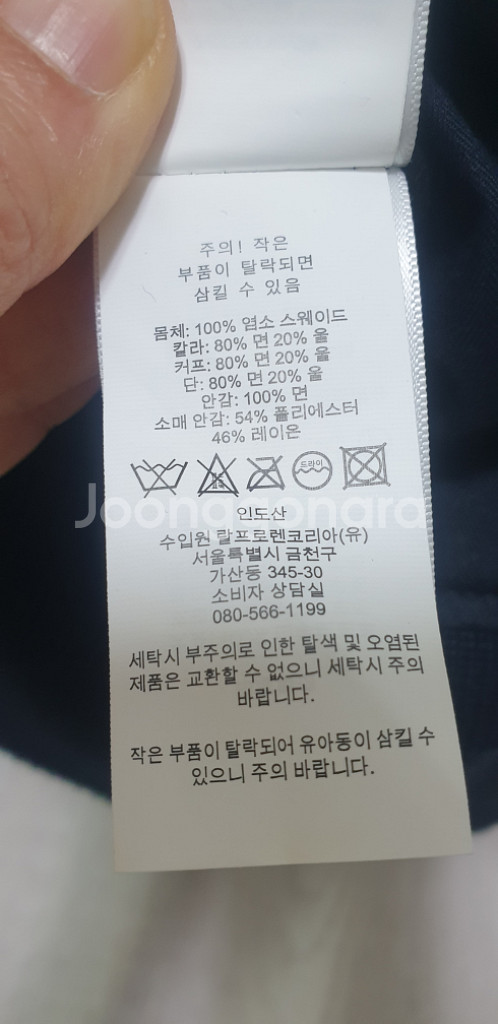 주의! 작은
부품이 탈락되면
삼킬 수 있음
몸체: 100% 염소 스웨이드
칼라: 80% 면 20% 울
커프: 80% 면 20% 울
단: 80% 면 20% 울
안감: 100% 면
소매 안감: 54% 폴리에스터
46% 레이온
드라이
Joonggonara
인도산
수입원 랄프로렌코리아(유)
서울특별시 금천구
가산동 345-30
소비자 상담실
080-566-1199
세탁시 부주의로 인한 탈색 및 오염된
제품은 교환할 수 없으니 세탁시 주의
바랍니다.
작은 부품이 탈락되어 유아동이 삼킬 수
있으니 주의 바랍니다.